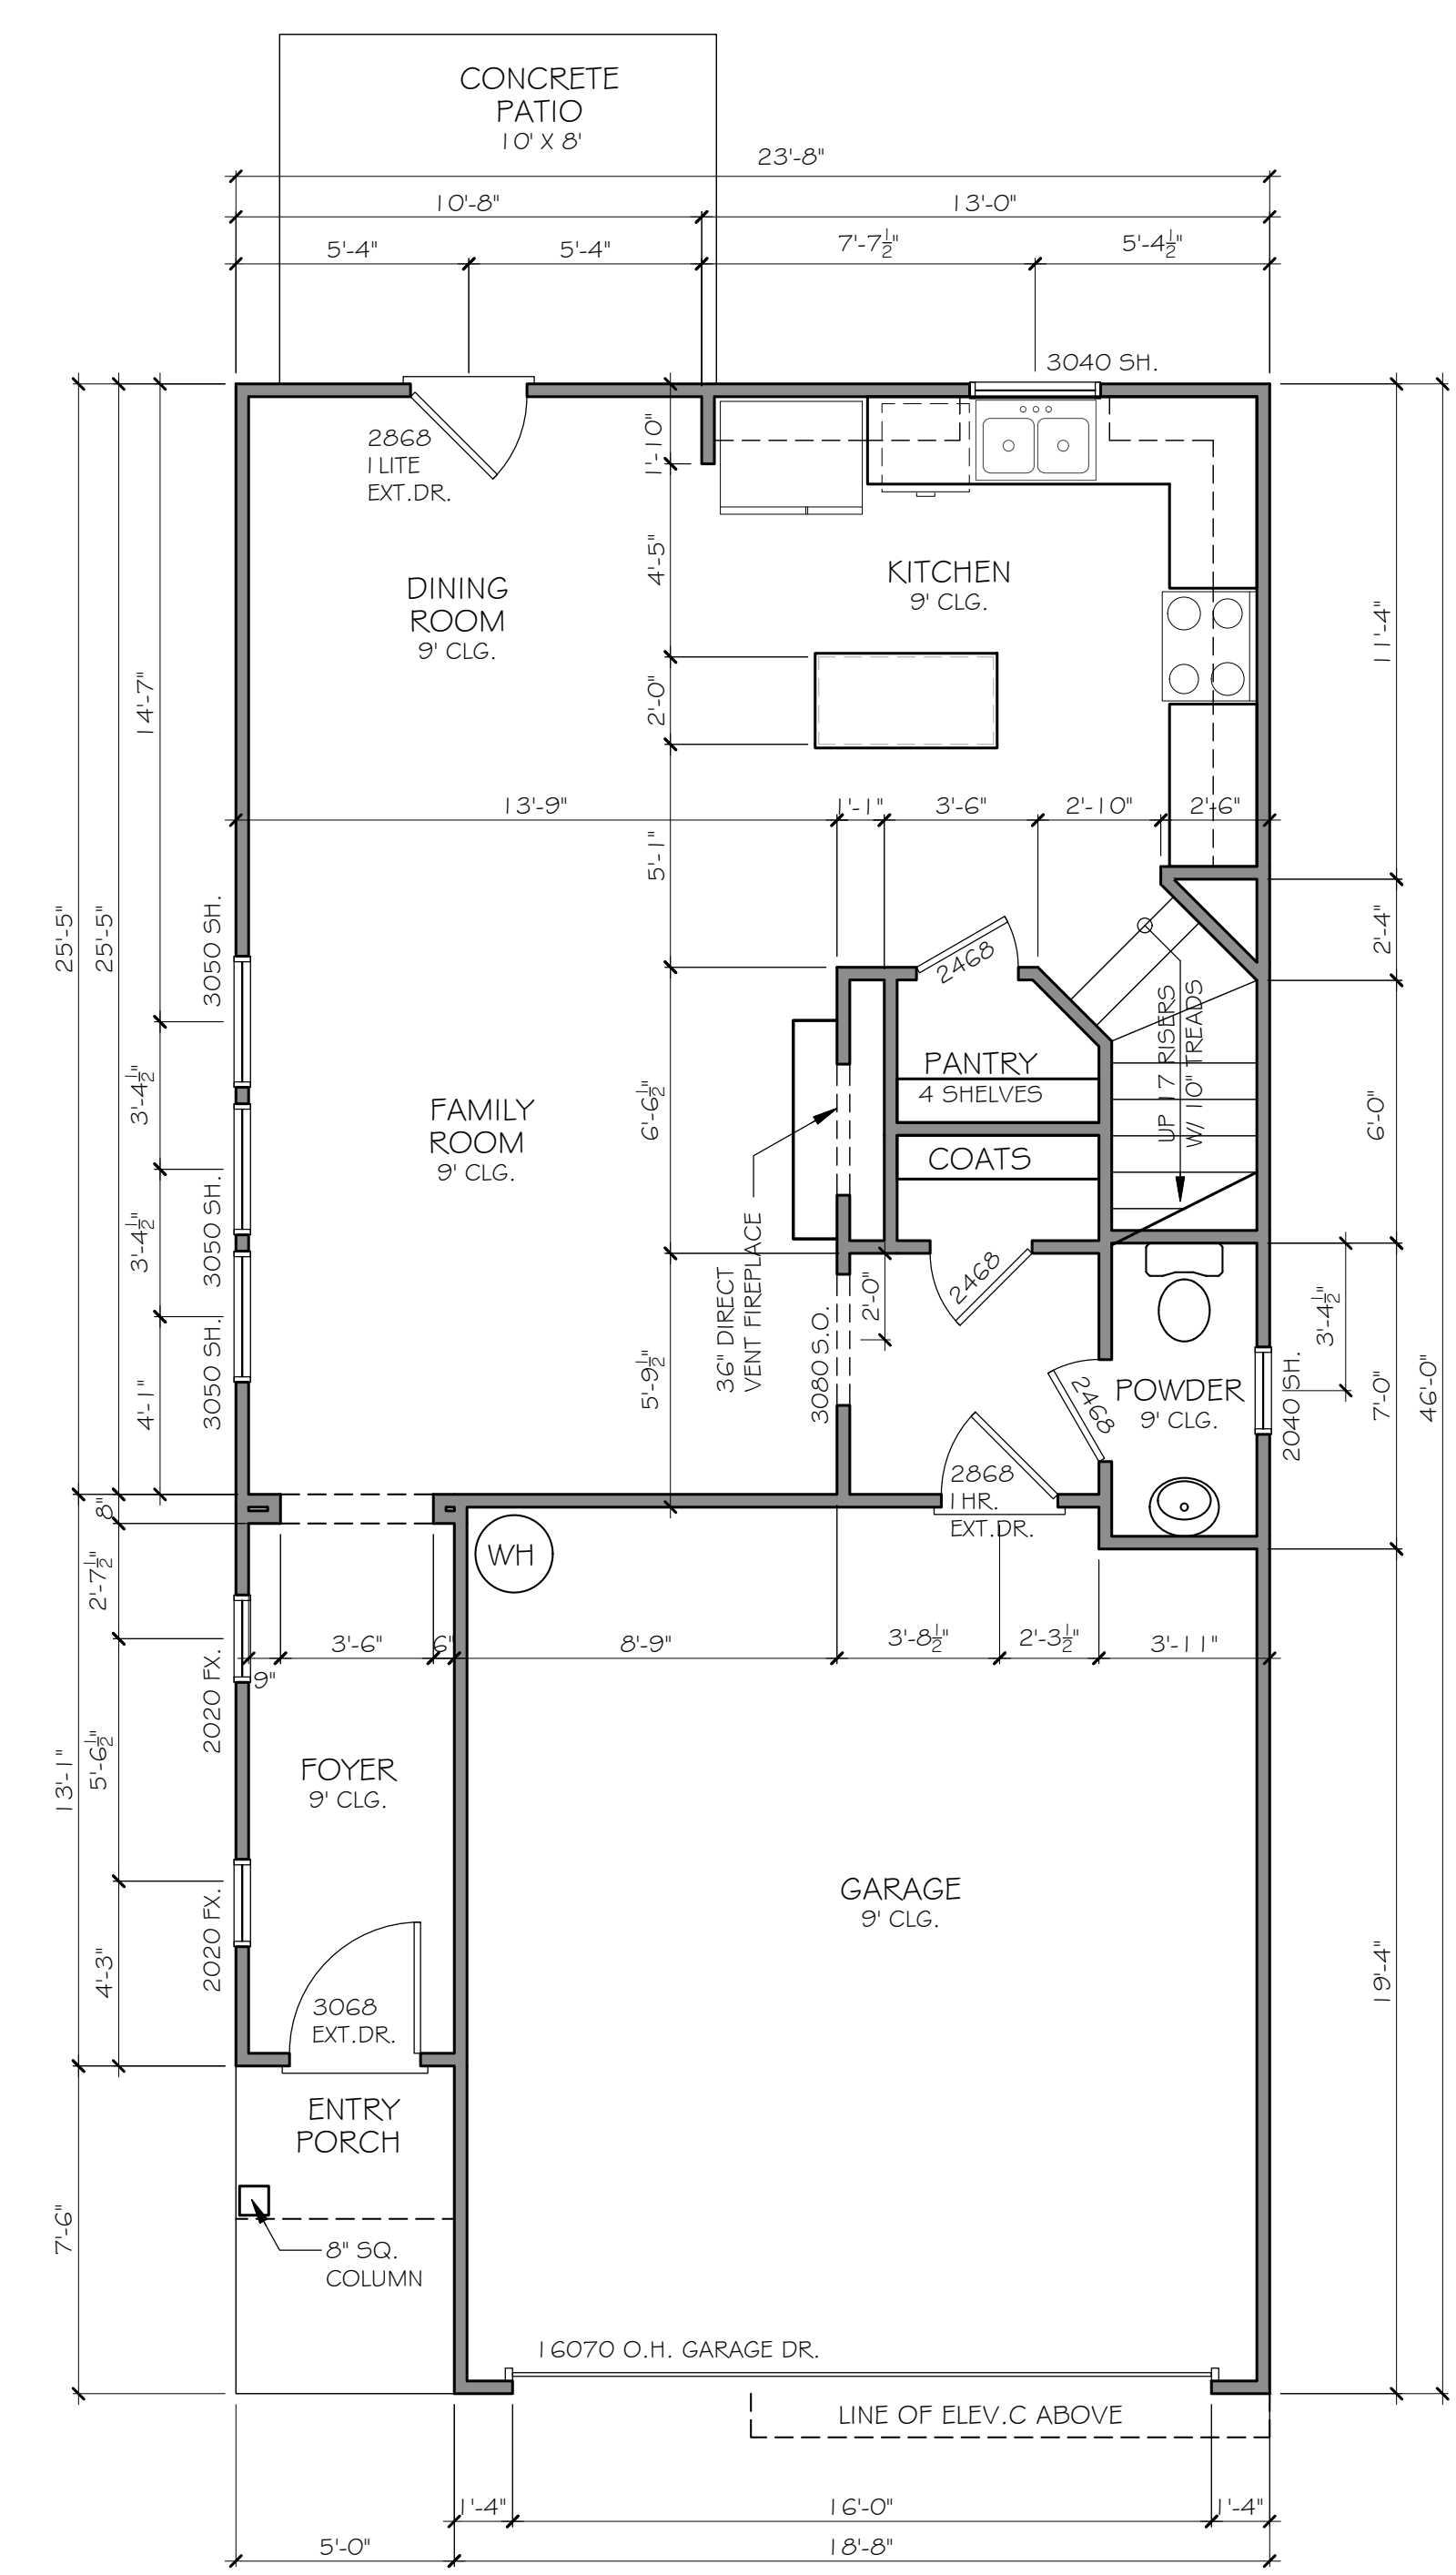 CONCRETE
PATIO
10' X 8'
23'-8"
10'-8"
13'-0"
5'-4"
5'-4"
7'-7½"
5'-4½"
3040 SH.
2868
1 LITE
EXT.DR.
1'-10"
4'-5"
DINING
ROOM
9' CLG.
KITCHEN
9' CLG.
11'-4"
14'-7"
2'-0"
13'-9"
1'-1"
3'-6"
2'-10"
2'-6"
5'-1"
25'-5"
25'-5"
3050 SH.
2'-4"
2468
UP 17 RISERS
W/ 10" TREADS
PANTRY
4 SHELVES
COATS
FAMILY
ROOM
9' CLG.
3'-4½"
6'-6½"
6'-0"
3'-4½"
3050 SH.
36" DIRECT
VENT FIREPLACE
2468
2'-0"
3'-4½"
3080 S.O.
5'-9½"
4'-1"
3050 SH.
2468
POWDER
9' CLG.
2040 SH.
7'-0"
46'-0"
2868
1 HR.
EXT.DR.
8"
WH
2'-7½"
3'-6"
6"
8'-9"
3'-8½"
2'-3½"
3'-11"
9"
2020 FX.
5'-6½"
13'-1"
FOYER
9' CLG.
GARAGE
9' CLG.
19'-4"
2020 FX.
4'-3"
3068
EXT.DR.
ENTRY
PORCH
7'-6"
8" SQ.
COLUMN
16070 O.H. GARAGE DR.
LINE OF ELEV.C ABOVE
1'-4"
16'-0"
1'-4"
5'-0"
18'-8"